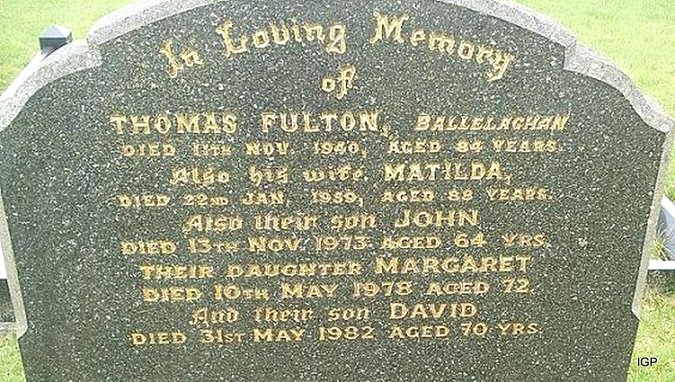 In Loving Memory
of
THOMAS FULTON, BALLELAGHAN
DIED 11TH NOV. 1940, AGED 84 YEARS.
Also his wife MATILDA,
DIED 22ND JAN. 1959, AGED 88 YEARS.
Also their son JOHN
DIED 13TH NOV. 1973 AGED 64 YRS.
THEIR DAUGHTER MARGARET
DIED 10TH MAY 1978 AGED 72.
And their son DAVID
DIED 31ST MAY 1982 AGED 70 YRS.
IGP